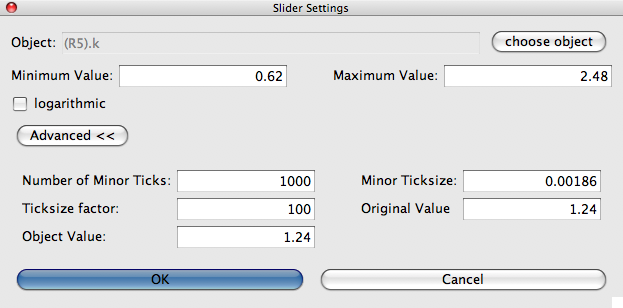 Slider Settings
Object: (R5).k choose object
Minimum Value: 0.62 Maximum Value: 2.48
logarithmic
Advanced <<
Number of Minor Ticks: 1000 Minor Ticksize: 0.00186
Ticksize factor: 100 Original Value 1.24
Object Value: 1.24
OK Cancel